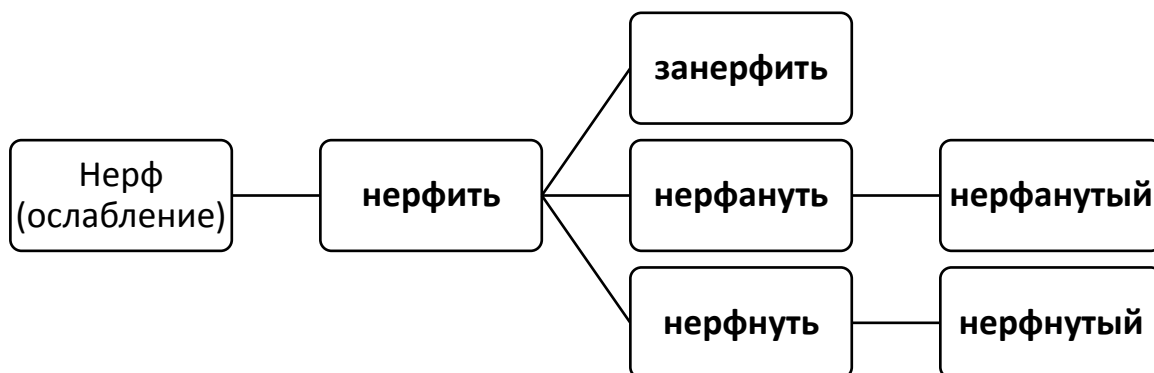 занерфить
Нерф
(ослабление)
нерфить
нерфануть
нерфанутый
нерфнуть
нерфнутый